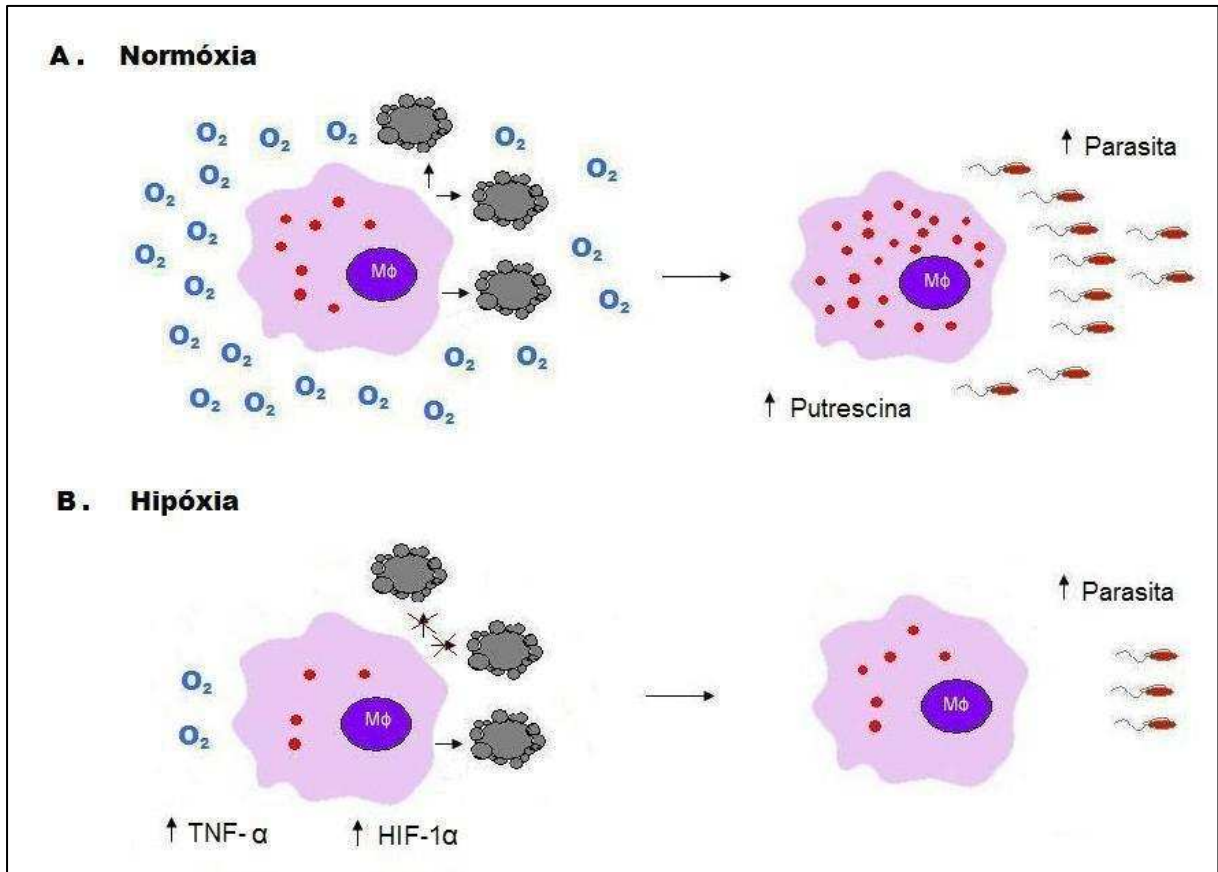 A. Normóxia
O₂ O₂ O₂ O₂
O₂ O₂
O₂
↑ Parasita
O₂
O₂ O₂
O₂
Mφ Mφ
O₂ O₂
O₂
O₂ O₂ O₂
O₂ O₂
O₂ O₂ O₂
↑ Putrescina
B. Hipóxia
↑ Parasita
O₂
O₂
Mφ Mφ
↑ TNF-α ↑ HIF-1α